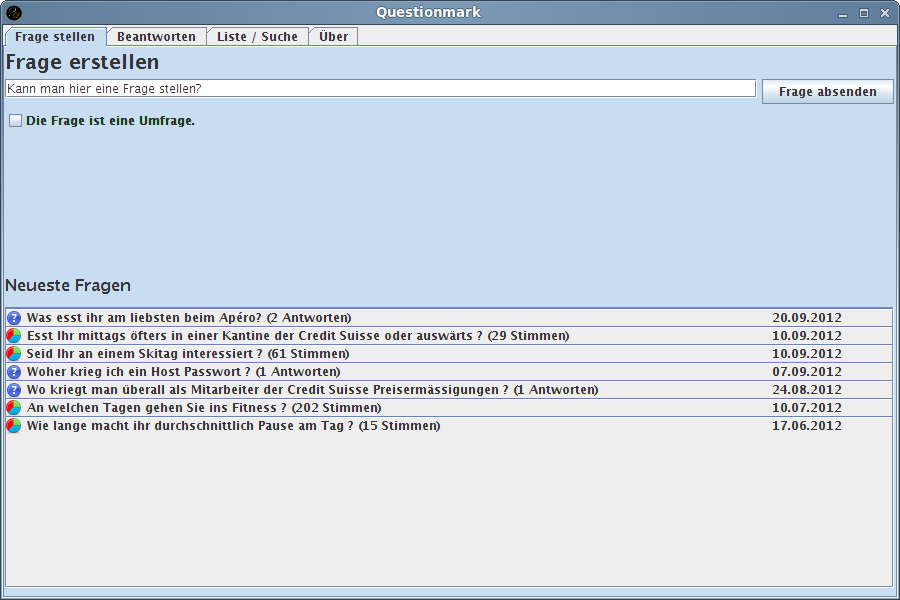 Questionmark
Frage stellen Beantworten Liste / Suche Über
Frage erstellen
Kann man hier eine Frage stellen? Frage absenden
Die Frage ist eine Umfrage.
Neueste Fragen
? Was esst ihr am liebsten beim Apéro? (2 Antworten) 20.09.2012
Esst Ihr mittags öfters in einer Kantine der Credit Suisse oder auswärts ? (29 Stimmen) 10.09.2012
Seid Ihr an einem Skitag interessiert ? (61 Stimmen) 10.09.2012
? Woher krieg ich ein Host Passwort ? (1 Antworten) 07.09.2012
? Wo kriegt man überall als Mitarbeiter der Credit Suisse Preisermässigungen ? (1 Antworten) 24.08.2012
An welchen Tagen gehen Sie ins Fitness ? (202 Stimmen) 10.07.2012
Wie lange macht ihr durchschnittlich Pause am Tag ? (15 Stimmen) 17.06.2012